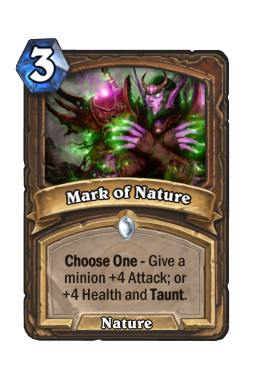 3
Mark of Nature
Choose One - Give a
minion +4 Attack; or
+4 Health and Taunt.
Nature